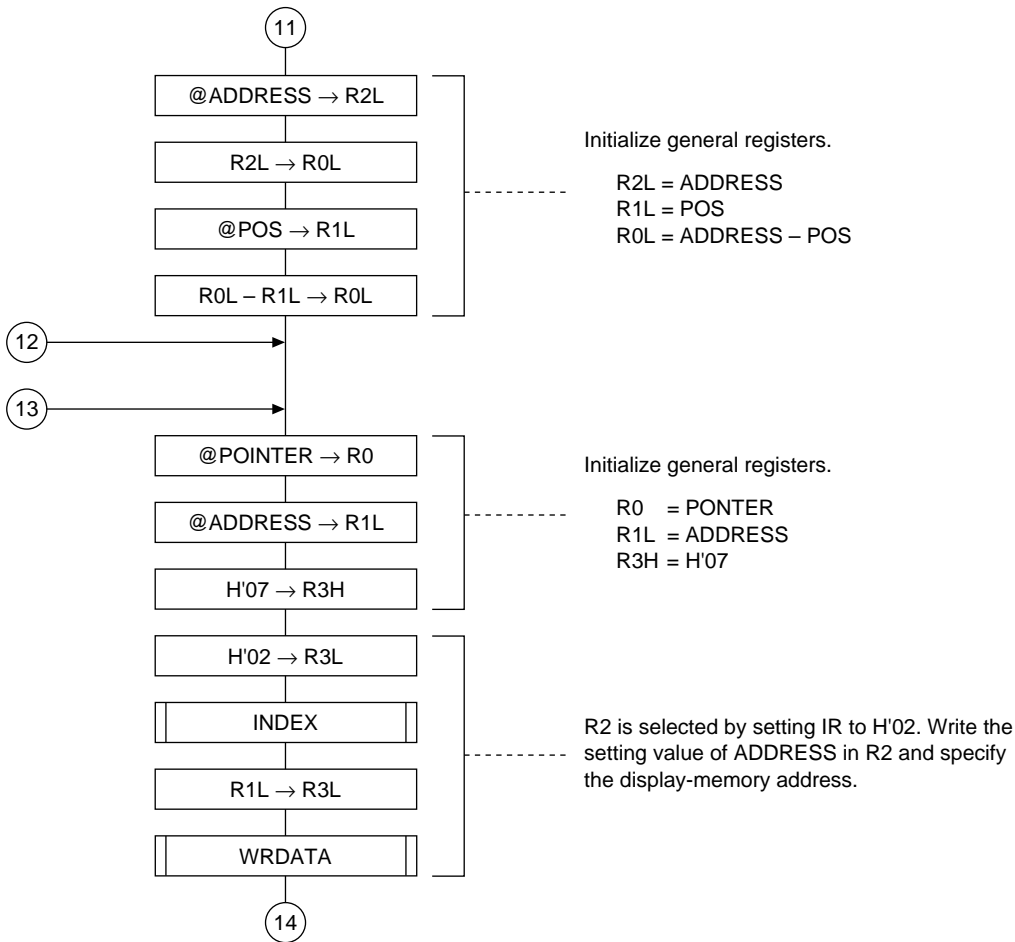 11
@ADDRESS → R2L
R2L → R0L
@POS → R1L
R0L – R1L → R0L
Initialize general registers.
R2L = ADDRESS
R1L = POS
R0L = ADDRESS – POS
12
13
@POINTER → R0
@ADDRESS → R1L
H'07 → R3H
Initialize general registers.
R0 = PONTER
R1L = ADDRESS
R3H = H'07
H'02 → R3L
INDEX
R1L → R3L
WRDATA
R2 is selected by setting IR to H'02. Write the
setting value of ADDRESS in R2 and specify
the display-memory address.
14